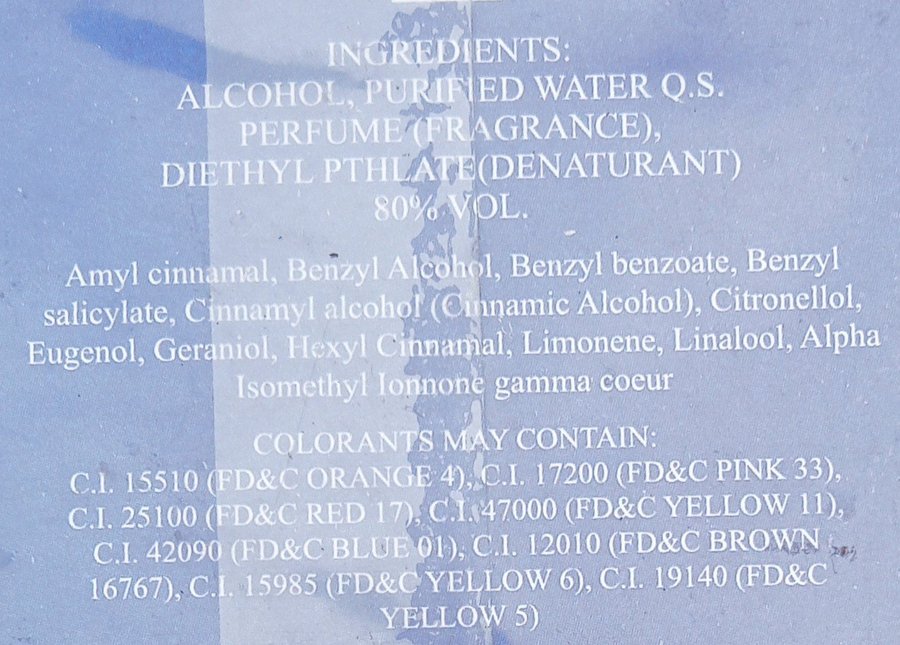 INGREDIENTS:
ALCOHOL, PURIFIED WATER Q.S.
PERFUME (FRAGRANCE),
DIETHYL PTHLATE(DENATURANT)
80% VOL.
Amyl cinnamal, Benzyl Alcohol, Benzyl benzoate, Benzyl
salicylate, Cinnamyl alcohol (Cinnamic Alcohol), Citronellol,
Eugenol, Geraniol, Hexyl Cinnamal, Limonene, Linalool, Alpha
Isomethyl Ionnone gamma coeur
COLORANTS MAY CONTAIN:
C.I. 15510 (FD&C ORANGE 4), C.I. 17200 (FD&C PINK 33),
C.I. 25100 (FD&C RED 17), C.I. 47000 (FD&C YELLOW 11),
C.I. 42090 (FD&C BLUE 01), C.I. 12010 (FD&C BROWN
16767), C.I. 15985 (FD&C YELLOW 6), C.I. 19140 (FD&C
YELLOW 5)